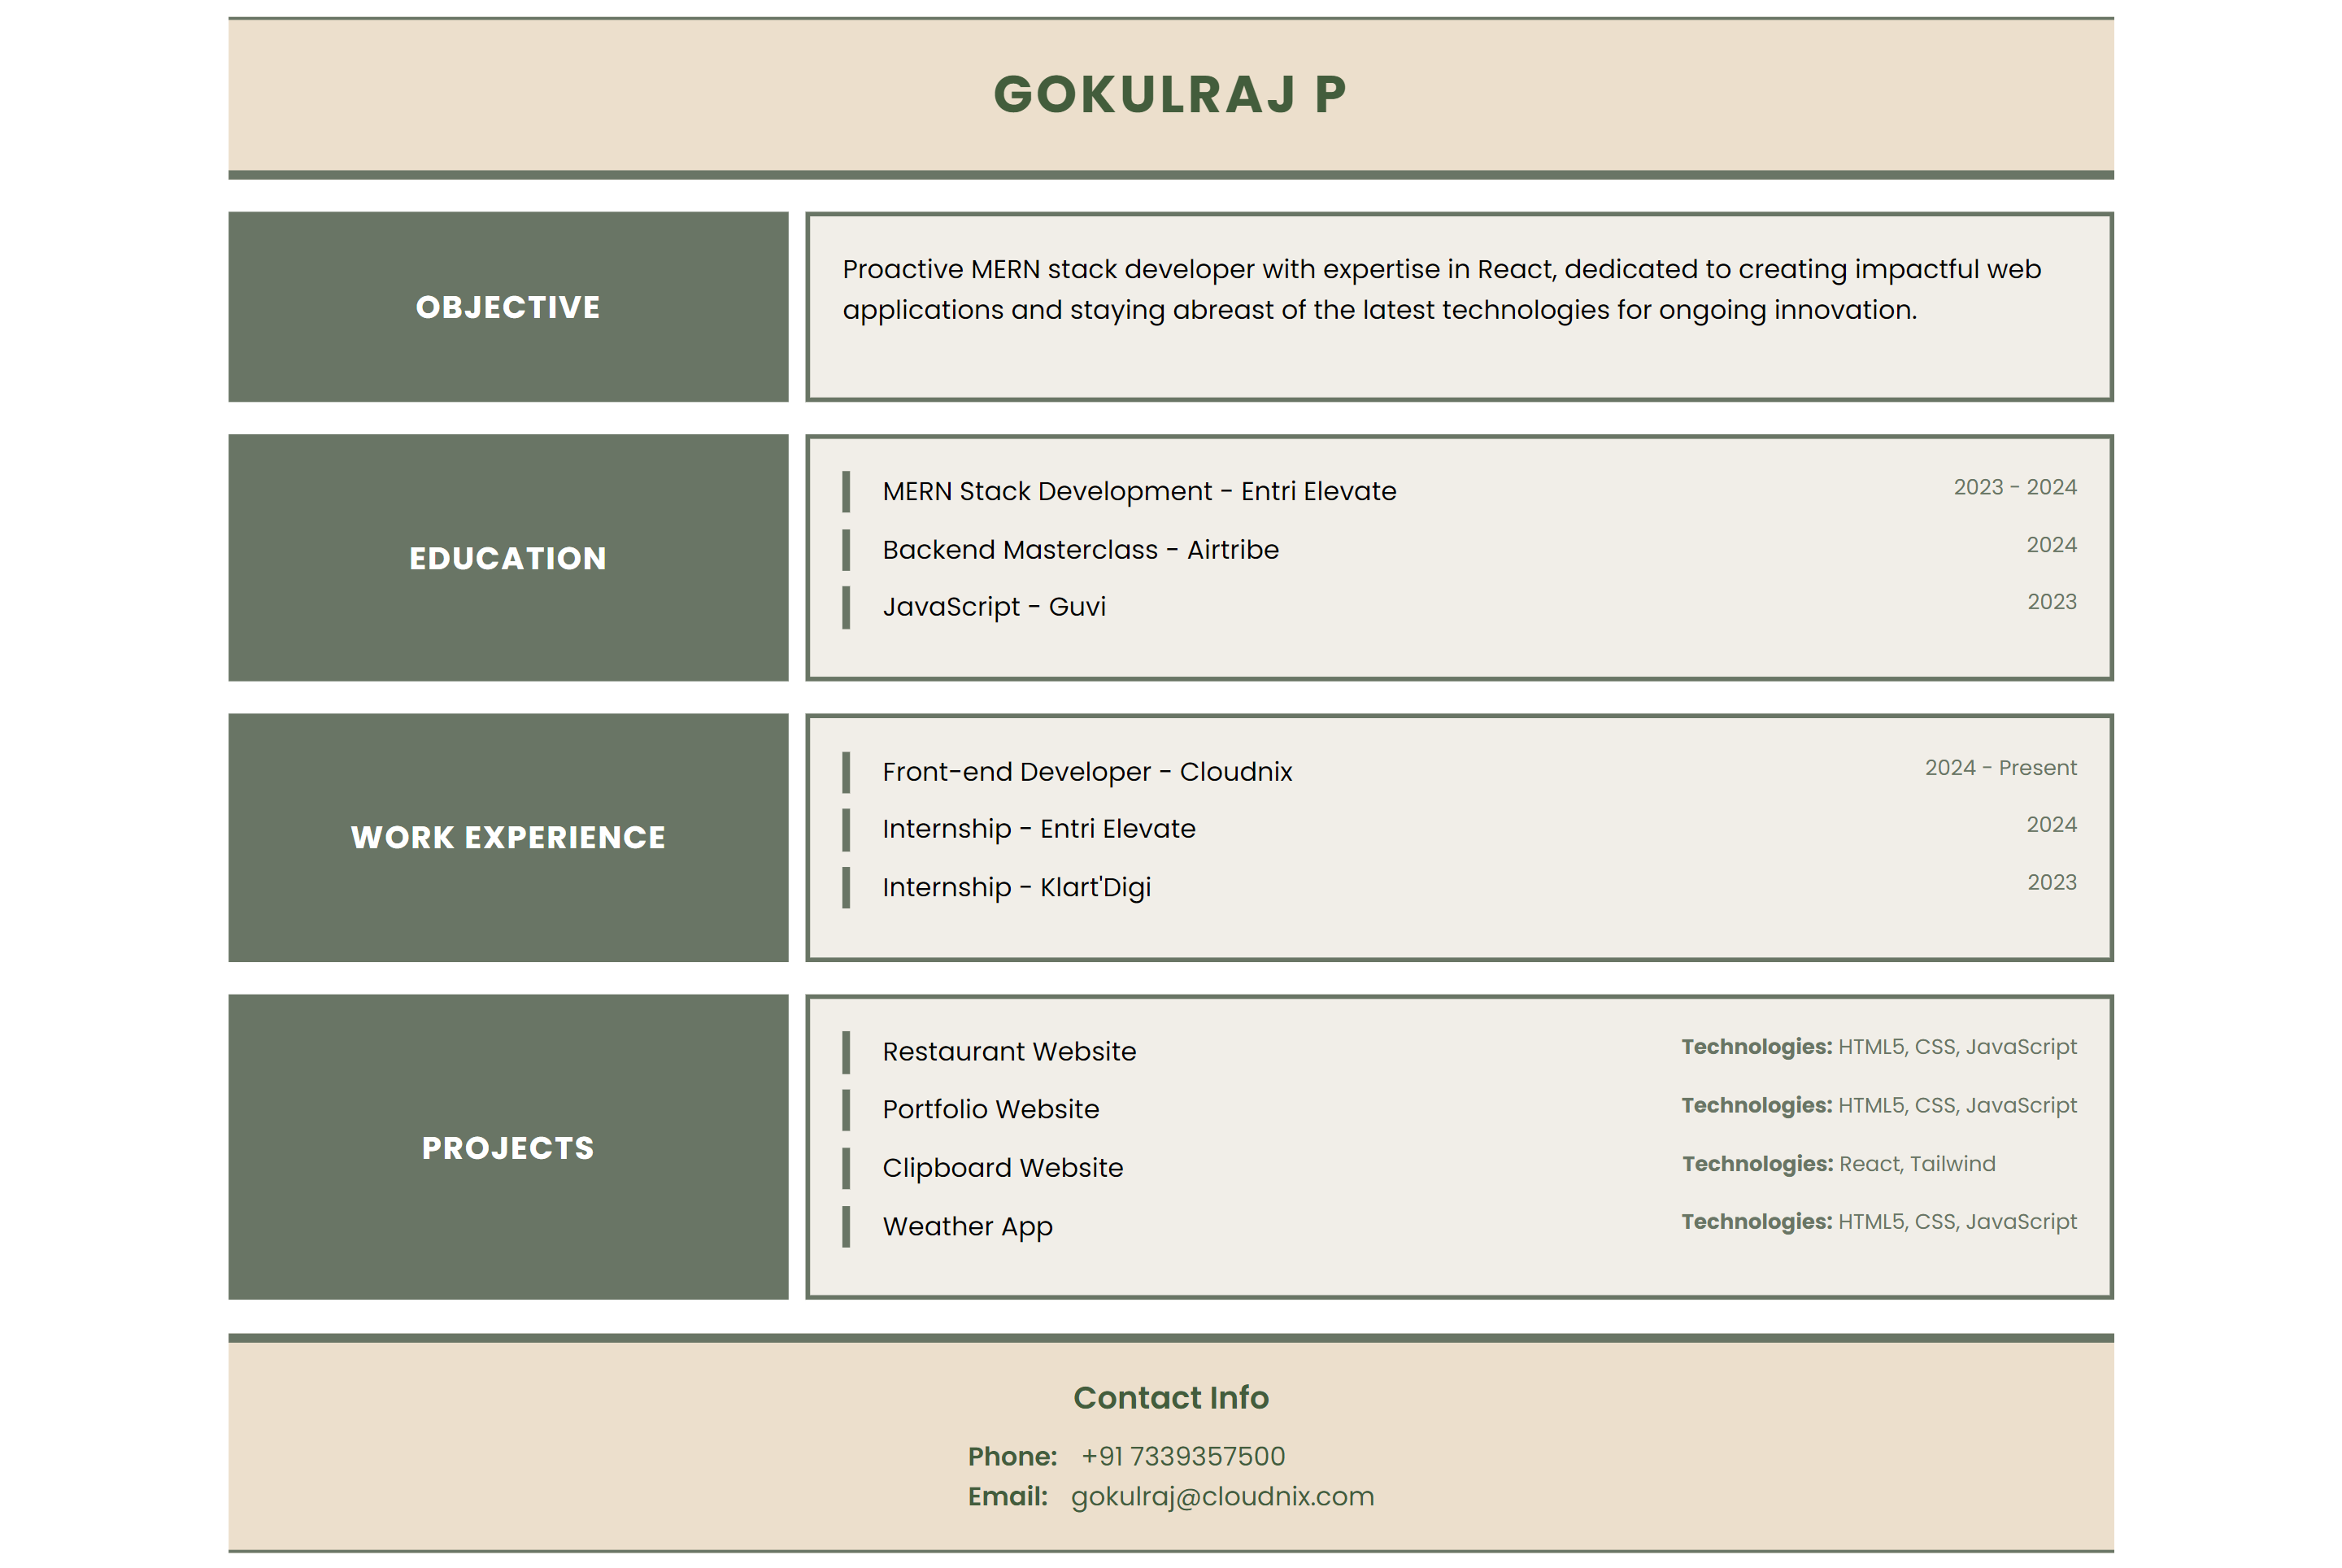 GOKULRAJ P
OBJECTIVE
Proactive MERN stack developer with expertise in React, dedicated to creating impactful web
applications and staying abreast of the latest technologies for ongoing innovation.
EDUCATION
MERN Stack Development - Entri Elevate 2023 - 2024
Backend Masterclass - Airtribe 2024
JavaScript - Guvi 2023
WORK EXPERIENCE
Front-end Developer - Cloudnix 2024 - Present
Internship - Entri Elevate 2024
Internship - Klart'Digi 2023
PROJECTS
Restaurant Website Technologies: HTML5, CSS, JavaScript
Portfolio Website Technologies: HTML5, CSS, JavaScript
Clipboard Website Technologies: React, Tailwind
Weather App Technologies: HTML5, CSS, JavaScript
Contact Info
Phone: +91 7339357500
Email: gokulraj@cloudnix.com